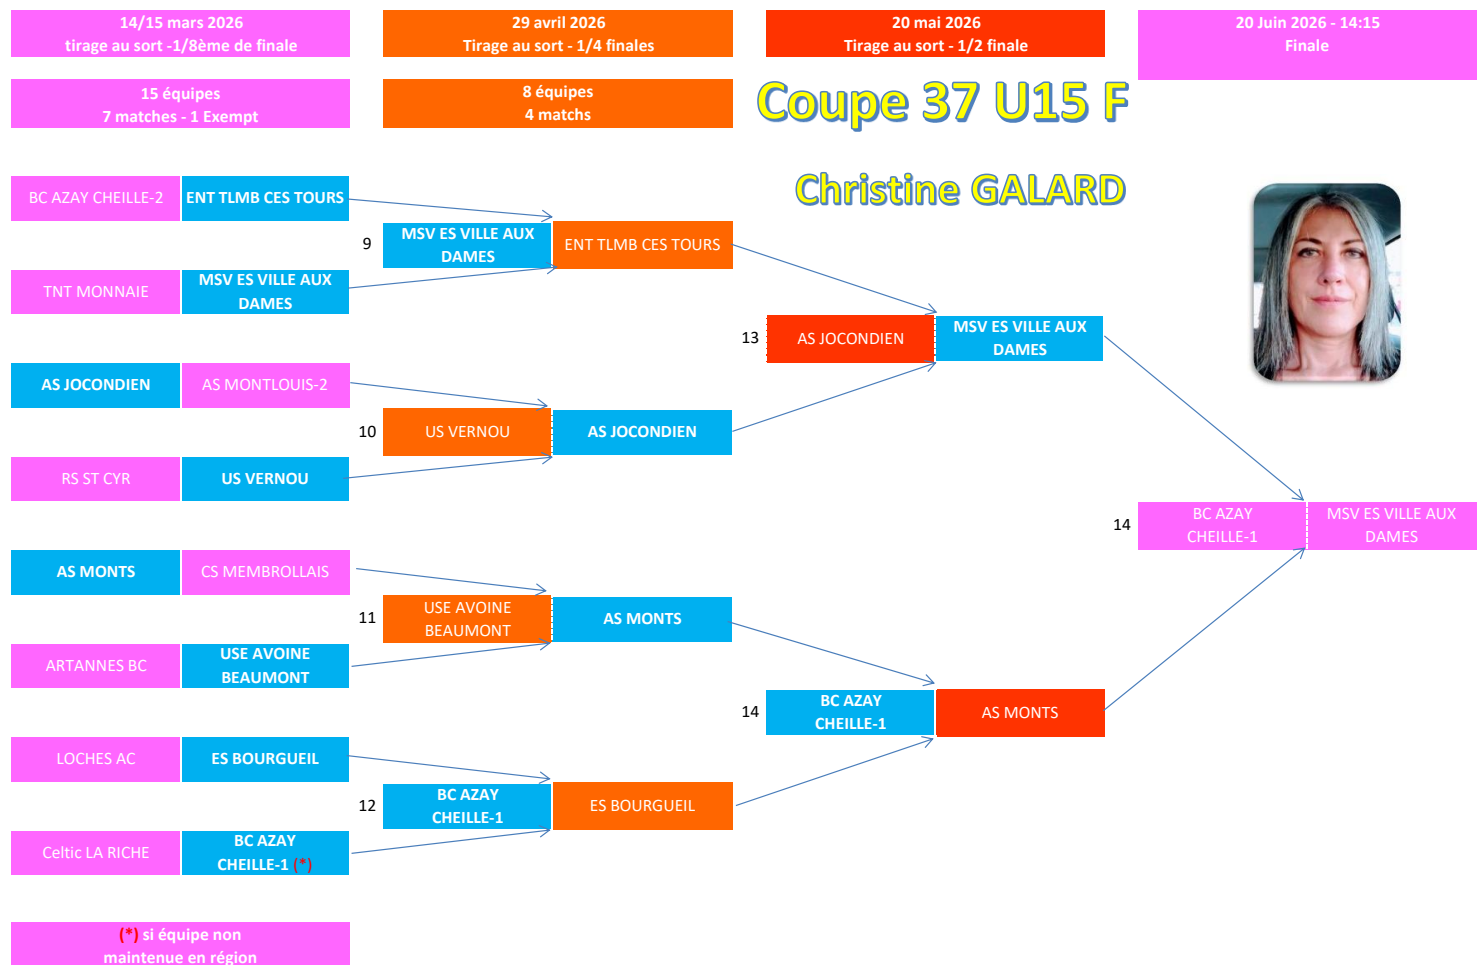 14/15 mars 2026
tirage au sort -1/8ème de finale
29 avril 2026
Tirage au sort - 1/4 finales
20 mai 2026
Tirage au sort - 1/2 finale
20 Juin 2026 - 14:15
Finale
15 équipes
7 matches - 1 Exempt
8 équipes
4 matchs
Coupe 37 U15 F
Christine GALARD
BC AZAY CHEILLE-2
ENT TLMB CES TOURS
9
MSV ES VILLE AUX
DAMES
ENT TLMB CES TOURS
TNT MONNAIE
MSV ES VILLE AUX
DAMES
13
AS JOCONDIEN
MSV ES VILLE AUX
DAMES
AS JOCONDIEN
AS MONTLOUIS-2
10
US VERNOU
AS JOCONDIEN
RS ST CYR
US VERNOU
14
BC AZAY
CHEILLE-1
MSV ES VILLE AUX
DAMES
AS MONTS
CS MEMBROLLAIS
11
USE AVOINE
BEAUMONT
AS MONTS
ARTANNES BC
USE AVOINE
BEAUMONT
14
BC AZAY
CHEILLE-1
AS MONTS
LOCHES AC
ES BOURGUEIL
12
BC AZAY
CHEILLE-1
ES BOURGUEIL
Celtic LA RICHE
BC AZAY
CHEILLE-1 (*)
(*) si équipe non
maintenue en région